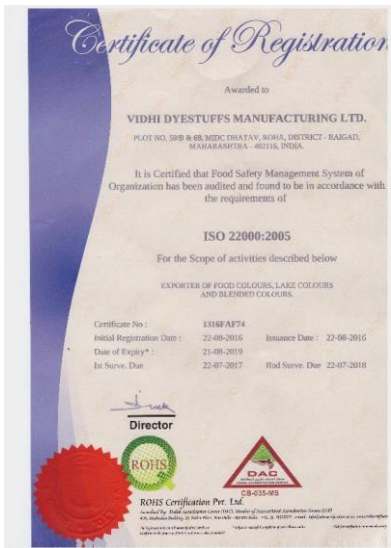 Certificate of Registration
Awarded to
VIDHI DYESTUFFS MANUFACTURING LTD.
PLOT NO. 59/B & 68, MIDC DHATAV, ROHA, DISTRICT - RAIGAD,
MAHARASHTRA - 402116, INDIA.
It is Certified that Food Safety Management System of
Organization has been audited and found to be in accordance with
the requirements of
ISO 22000:2005
For the Scope of activities described below
EXPORTER OF FOOD COLOURS, LAKE COLOURS
AND BLENDED COLOURS.
Certificate No : 1316FAF74
Initial Registration Date : 22-08-2016 Issuance Date : 22-08-2016
Date of Expiry* : 21-08-2019
Ist Surve. Due 22-07-2017 IInd Surve. Due 22-07-2018
Director
ROHS
DAC
CB-035-MS
ROHS Certification Pvt. Ltd.